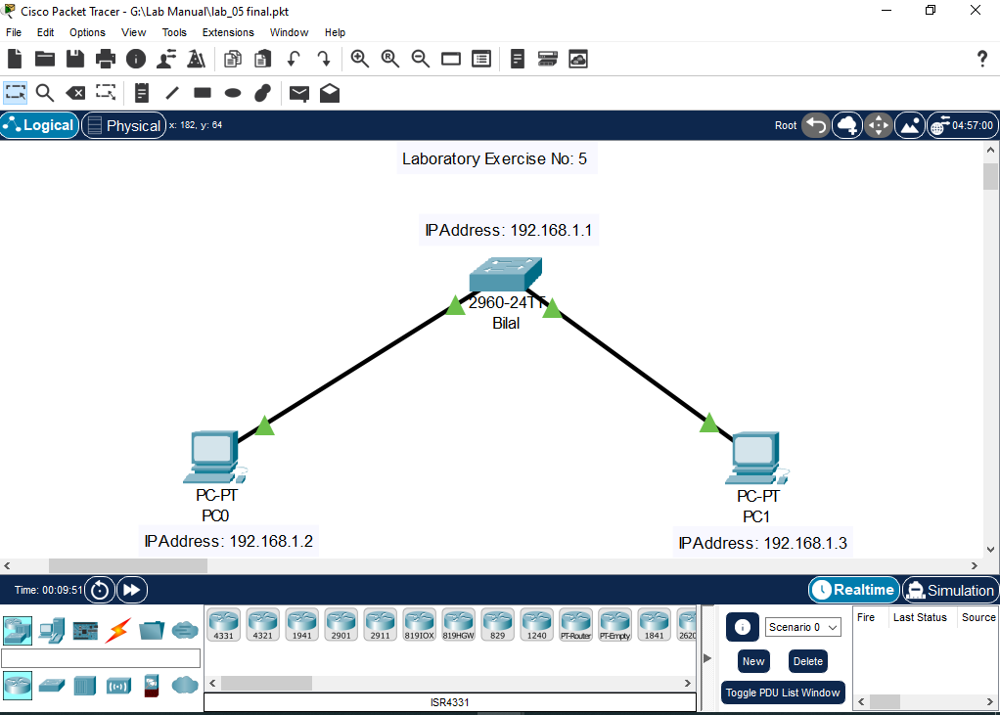 Cisco Packet Tracer - G:\Lab Manual\lab_05 final.pkt
File Edit Options View Tools Extensions Window Help
?
Logical Physical x: 182, y: 64 Root 04:57:00
Laboratory Exercise No: 5
IPAddress: 192.168.1.1
2960-24TT
Bilal
PC-PT
PC0
IPAddress: 192.168.1.2
PC-PT
PC1
IPAddress: 192.168.1.3
Time: 00:09:51 Realtime Simulation
4331 4321 1941 2901 2911 819IOX 819HGW 829 1240 PT-Router PT-Empty 1841 2620
ISR4331
Scenario 0
New Delete
Toggle PDU List Window
Fire Last Status Source